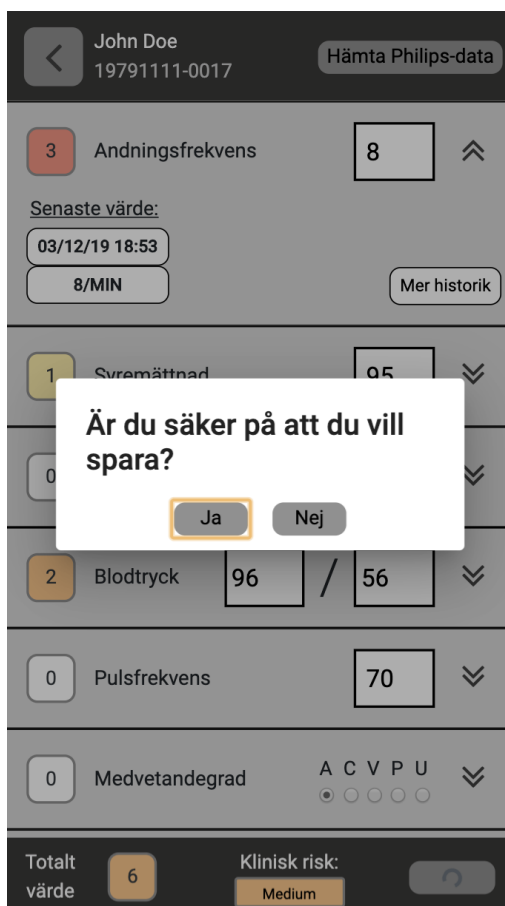 John Doe
19791111-0017
Hämta Philips-data
3 Andningsfrekvens 8
Senaste värde:
03/12/19 18:53
8/MIN
Mer historik
1 Syremättnad 95
Är du säker på att du vill
spara?
0
Ja Nej
2 Blodtryck 96 / 56
0 Pulsfrekvens 70
A C V P U
0 Medvetandegrad
Totalt
värde
6
Klinisk risk:
Medium